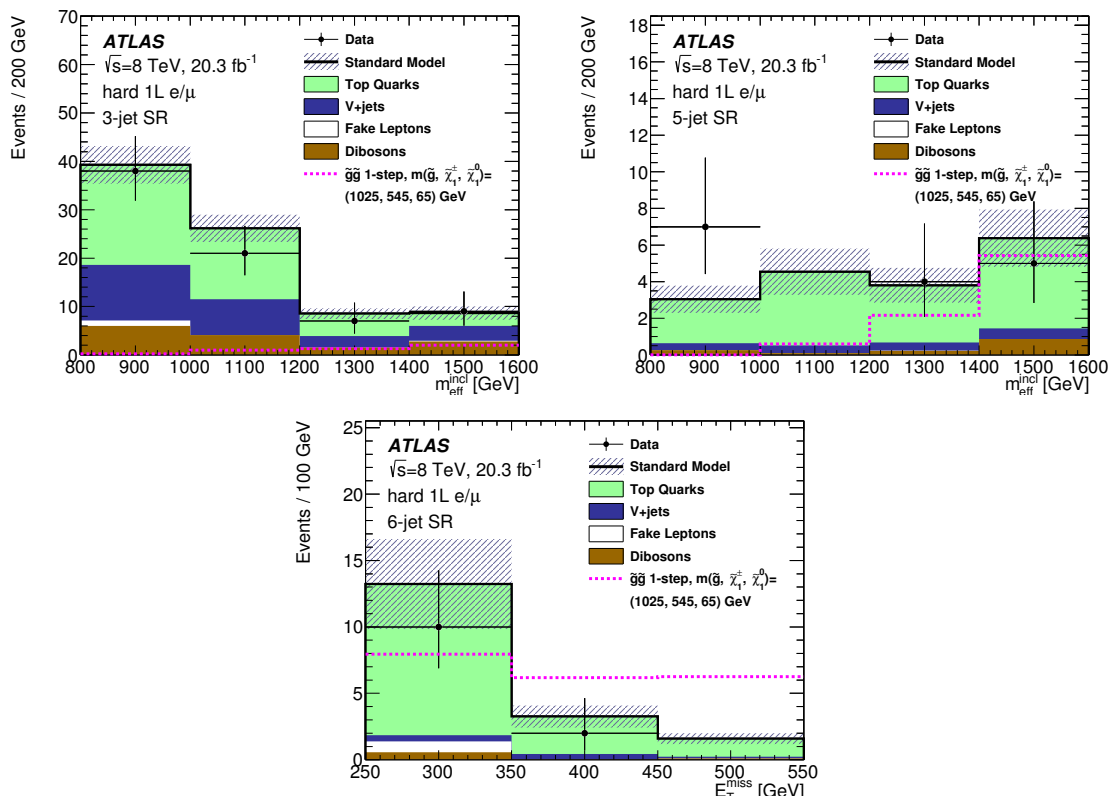 Events / 200 GeV
70
60
50
40
30
20
10
0
ATLAS
√s=8 TeV, 20.3 fb⁻¹
hard 1L e/μ
3-jet SR
Data
Standard Model
Top Quarks
V+jets
Fake Leptons
Dibosons
g̃g̃ 1-step, m(g̃, χ̃₁±, χ̃₁⁰)=
(1025, 545, 65) GeV
800 900 1000 1100 1200 1300 1400 1500 1600
m_eff^incl [GeV]
Events / 200 GeV
18
16
14
12
10
8
6
4
2
0
ATLAS
√s=8 TeV, 20.3 fb⁻¹
hard 1L e/μ
5-jet SR
Data
Standard Model
Top Quarks
V+jets
Fake Leptons
Dibosons
g̃g̃ 1-step, m(g̃, χ̃₁±, χ̃₁⁰)=
(1025, 545, 65) GeV
800 900 1000 1100 1200 1300 1400 1500 1600
m_eff^incl [GeV]
Events / 100 GeV
25
20
15
10
5
0
ATLAS
√s=8 TeV, 20.3 fb⁻¹
hard 1L e/μ
6-jet SR
Data
Standard Model
Top Quarks
V+jets
Fake Leptons
Dibosons
g̃g̃ 1-step, m(g̃, χ̃₁±, χ̃₁⁰)=
(1025, 545, 65) GeV
250 300 350 400 450 500 550
E_T^miss [GeV]